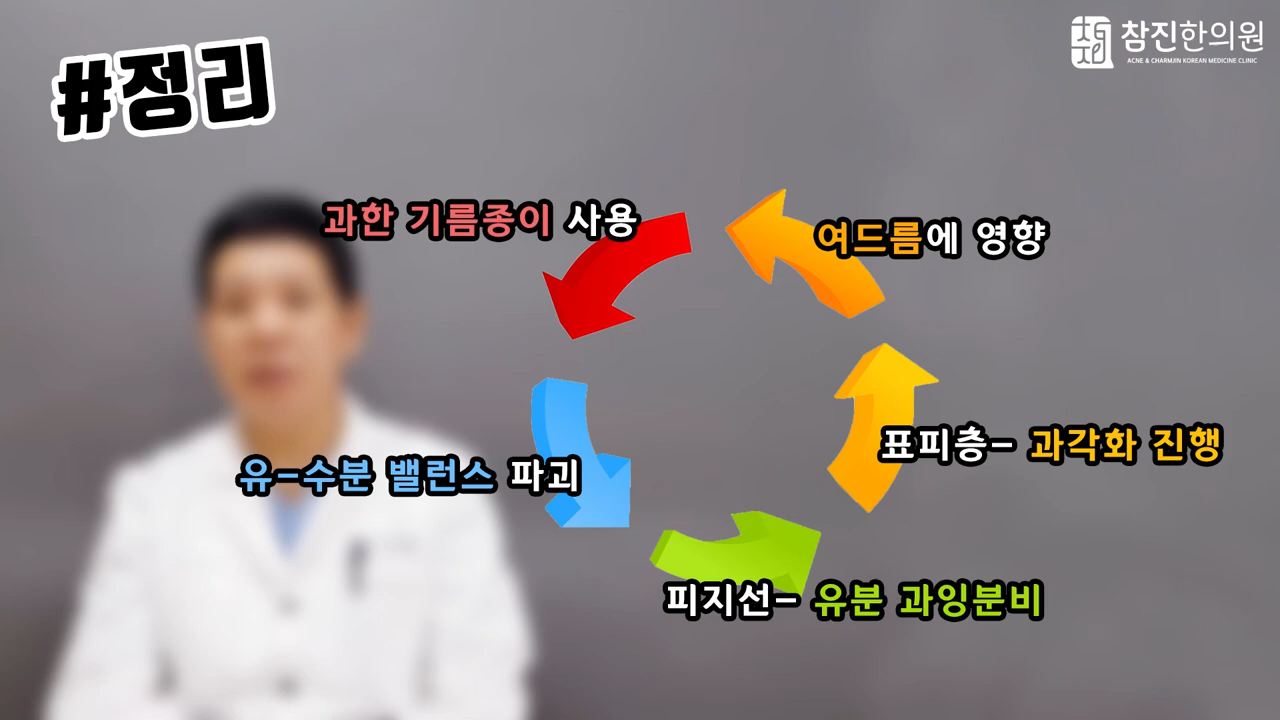 #정리
참진한의원
ACNE & CHARMJIN KOREAN MEDICINE CLINIC
과한 기름종이 사용
여드름에 영향
유-수분 밸런스 파괴
표피층- 과각화 진행
피지선- 유분 과잉분비